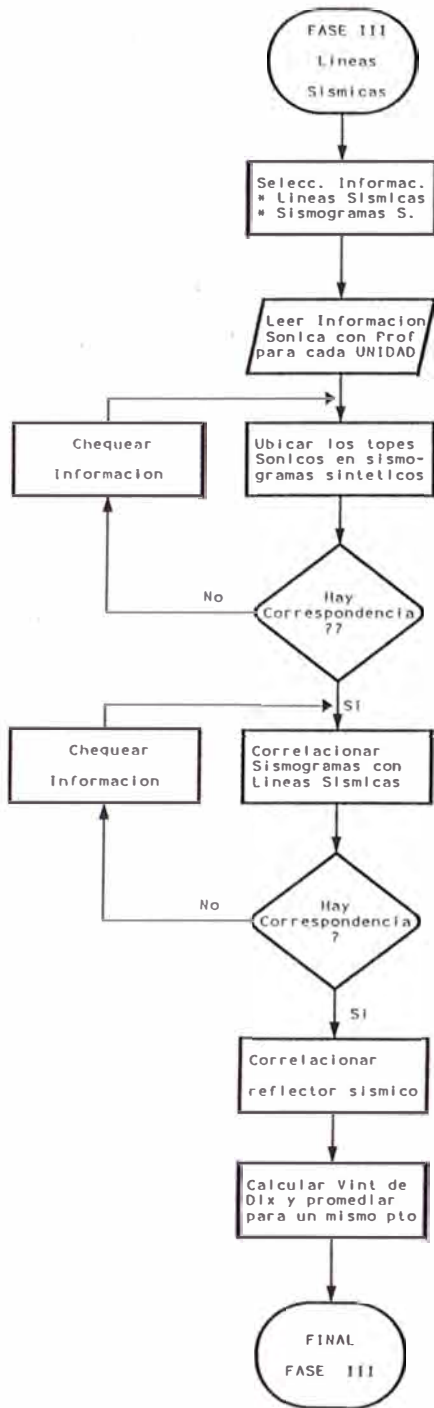 FASE III
Lineas
Sismicas
Selecc. Informac.
* Lineas Sismicas
* Sismogramas S.
Leer Informacion
Sonica con Prof
para cada UNIDAD
Chequear
Informacion
Ubicar los topes
Sonicos en sismo-
gramas sinteticos
No
Hay
Correspondencia
??
Si
Chequear
Informacion
Correlacionar
Sismogramas con
Lineas Sismicas
No
Hay
Correspondencia
?
Si
Correlacionar
reflector sismico
Calcular Vint de
Dix y promediar
para un mismo pto
FINAL
FASE III